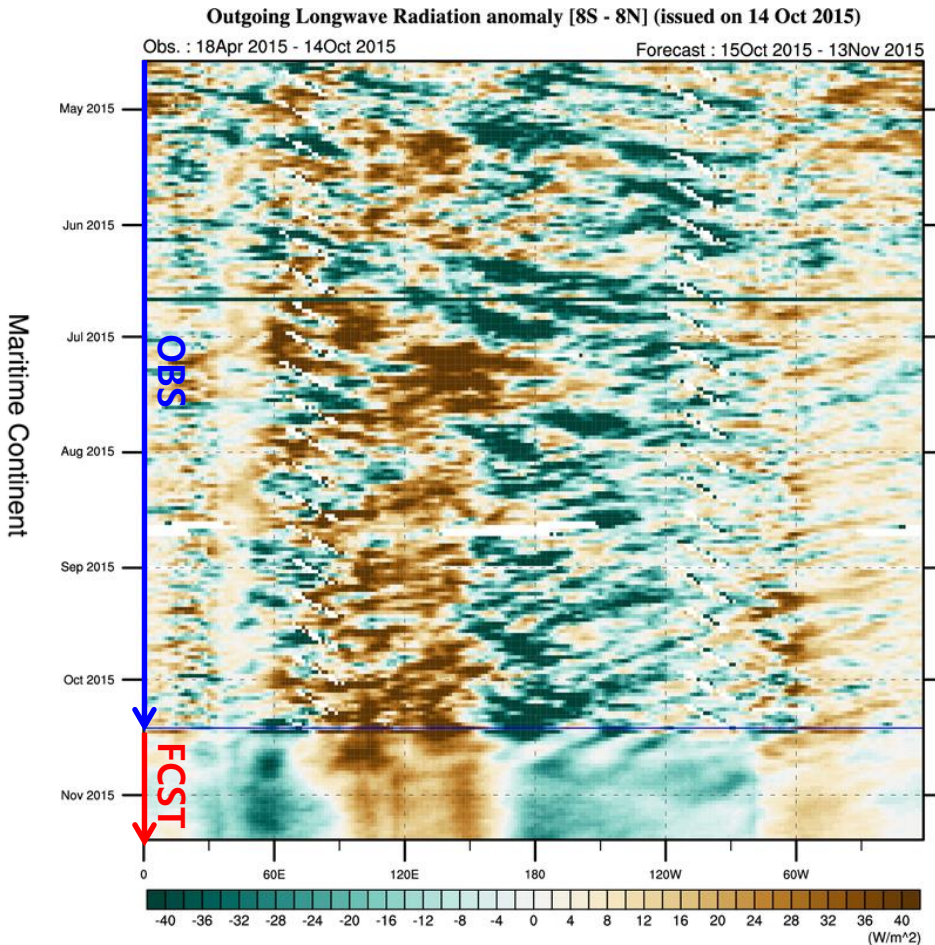 Outgoing Longwave Radiation anomaly [8S - 8N] (issued on 14 Oct 2015)
Obs. : 18Apr 2015 - 14Oct 2015
Forecast : 15Oct 2015 - 13Nov 2015
Maritime Continent
May 2015
Jun 2015
Jul 2015
Aug 2015
Sep 2015
Oct 2015
Nov 2015
OBS
FCST
0 60E 120E 180 120W 60W
-40 -36 -32 -28 -24 -20 -16 -12 -8 -4 0 4 8 12 16 20 24 28 32 36 40
(W/m^2)